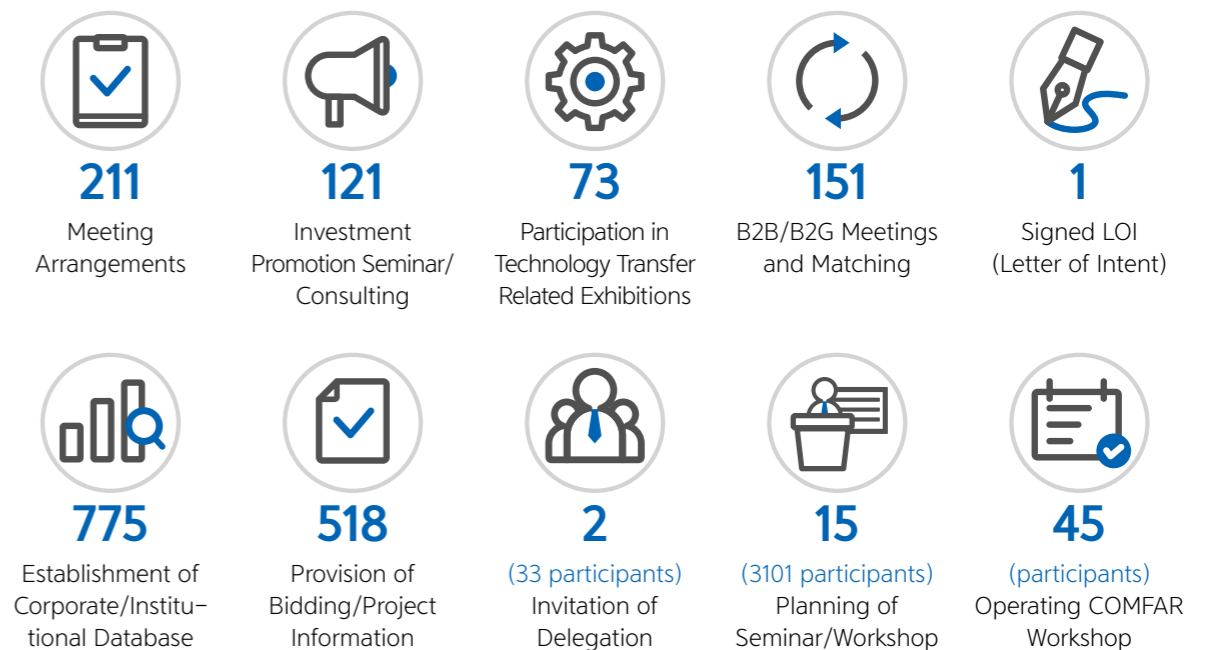 211
Meeting
Arrangements
121
Investment
Promotion Seminar/
Consulting
73
Participation in
Technology Transfer
Related Exhibitions
151
B2B/B2G Meetings
and Matching
1
Signed LOI
(Letter of Intent)
775
Establishment of
Corporate/Institu-
tional Database
518
Provision of
Bidding/Project
Information
2
(33 participants)
Invitation of
Delegation
15
(3101 participants)
Planning of
Seminar/Workshop
45
(participants)
Operating COMFAR
Workshop